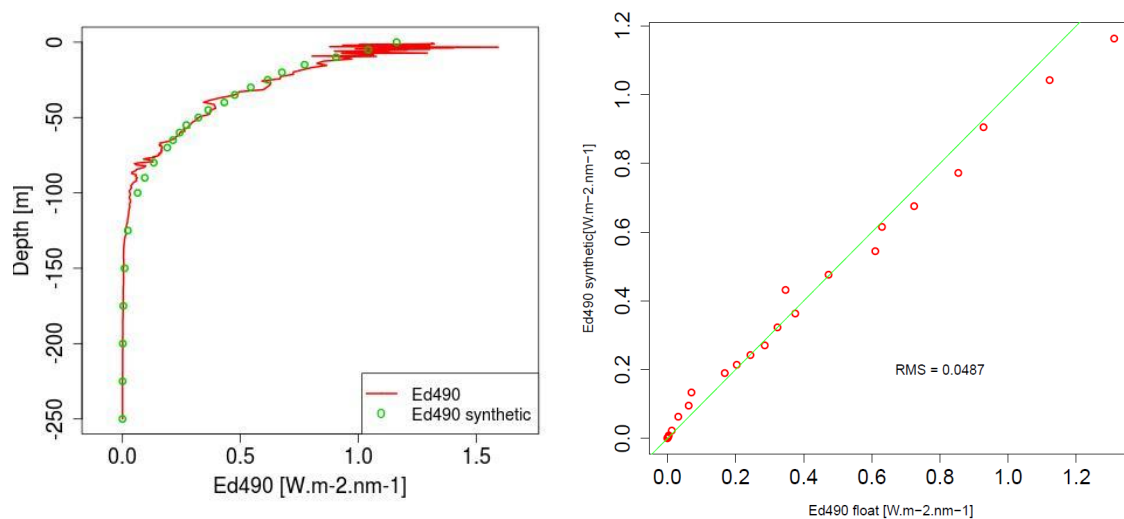 0
-50
-100
-150
-200
-250
Depth [m]
Ed490
Ed490 synthetic
0.0 0.5 1.0 1.5
Ed490 [W.m-2.nm-1]
1.2
1.0
0.8
0.6
0.4
0.2
0.0
Ed490 synthetic[W.m−2.nm−1]
RMS = 0.0487
0.0 0.2 0.4 0.6 0.8 1.0 1.2
Ed490 float [W.m−2.nm−1]